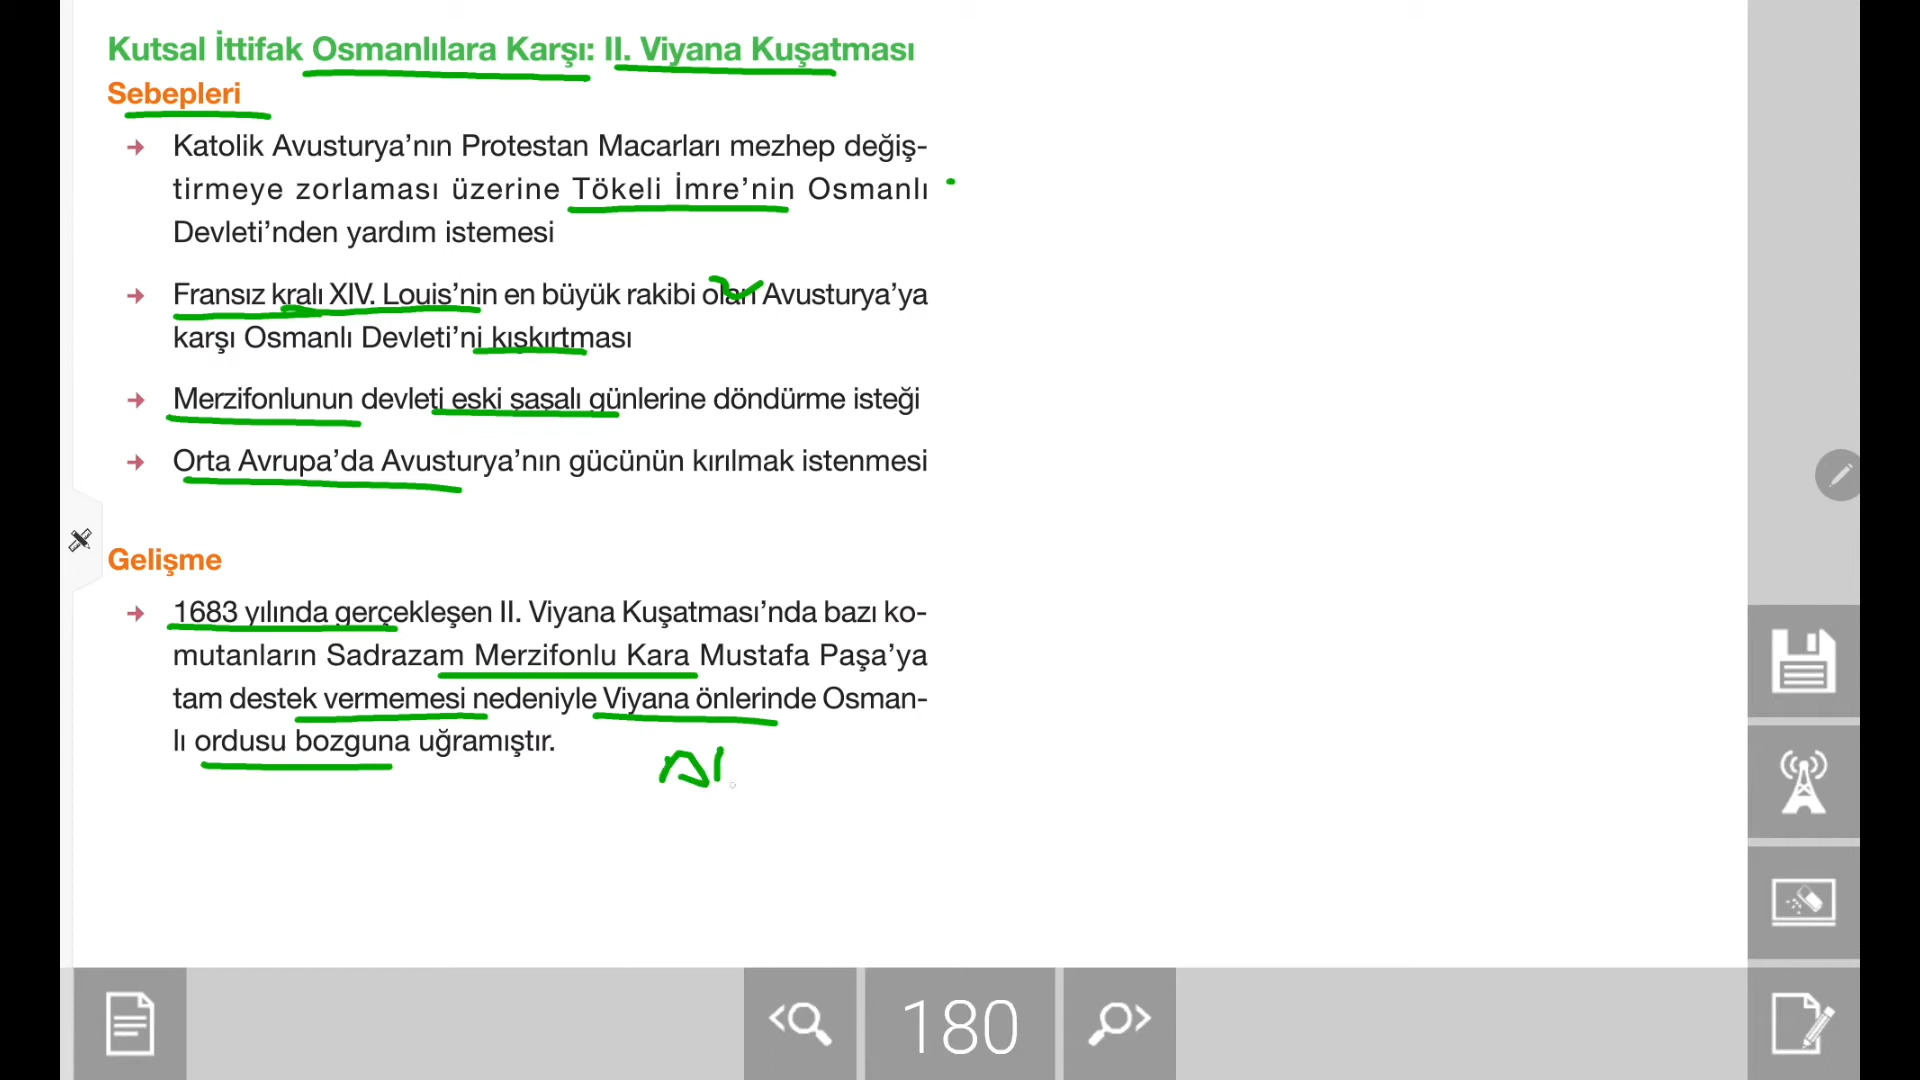 Kutsal İttifak Osmanlılara Karşı: II. Viyana Kuşatması
Sebepleri
Katolik Avusturya’nın Protestan Macarları mezhep değiş-
tirmeye zorlaması üzerine Tökeli İmre’nin Osmanlı
Devleti’nden yardım istemesi
Fransız kralı XIV. Louis’nin en büyük rakibi olan Avusturya’ya
karşı Osmanlı Devleti’ni kışkırtması
Merzifonlunun devleti eski şaşalı günlerine döndürme isteği
Orta Avrupa’da Avusturya’nın gücünün kırılmak istenmesi
Gelişme
1683 yılında gerçekleşen II. Viyana Kuşatması’nda bazı ko-
mutanların Sadrazam Merzifonlu Kara Mustafa Paşa’ya
tam destek vermemesi nedeniyle Viyana önlerinde Osman-
lı ordusu bozguna uğramıştır.
180